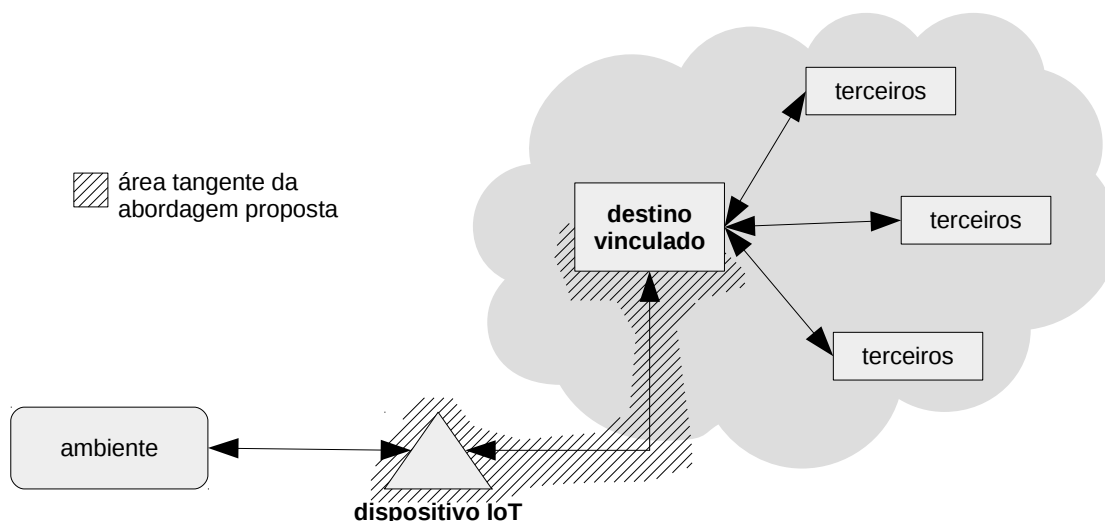 terceiros
área tangente da
abordagem proposta
destino
vinculado
terceiros
terceiros
ambiente
dispositivo IoT